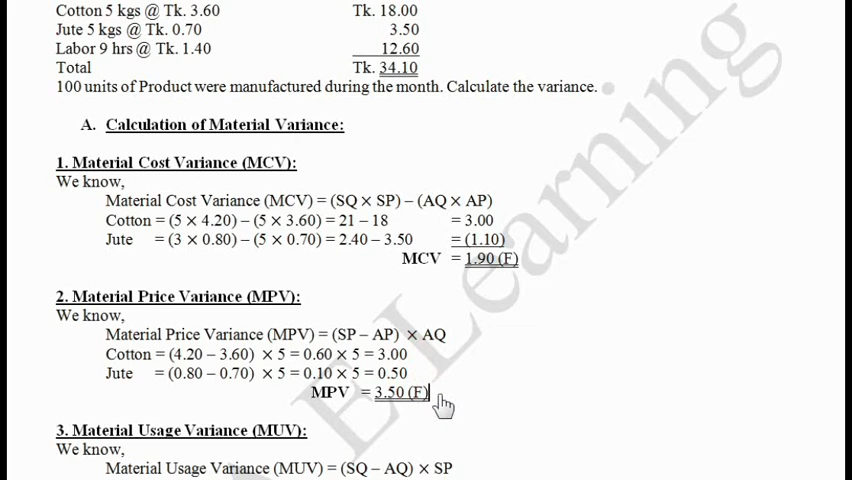 Cotton 5 kgs @ Tk. 3.60 Tk. 18.00
Jute 5 kgs @ Tk. 0.70 3.50
Labor 9 hrs @ Tk. 1.40 12.60
Total Tk. 34.10
100 units of Product were manufactured during the month. Calculate the variance.
A. Calculation of Material Variance:
1. Material Cost Variance (MCV):
We know,
Material Cost Variance (MCV) = (SQ × SP) – (AQ × AP)
Cotton = (5 × 4.20) – (5 × 3.60) = 21 – 18 = 3.00
Jute = (3 × 0.80) – (5 × 0.70) = 2.40 – 3.50 = (1.10)
MCV = 1.90 (F)
2. Material Price Variance (MPV):
We know,
Material Price Variance (MPV) = (SP – AP) × AQ
Cotton = (4.20 – 3.60) × 5 = 0.60 × 5 = 3.00
Jute = (0.80 – 0.70) × 5 = 0.10 × 5 = 0.50
MPV = 3.50 (F)
3. Material Usage Variance (MUV):
We know,
Material Usage Variance (MUV) = (SQ – AQ) × SP
E Learning